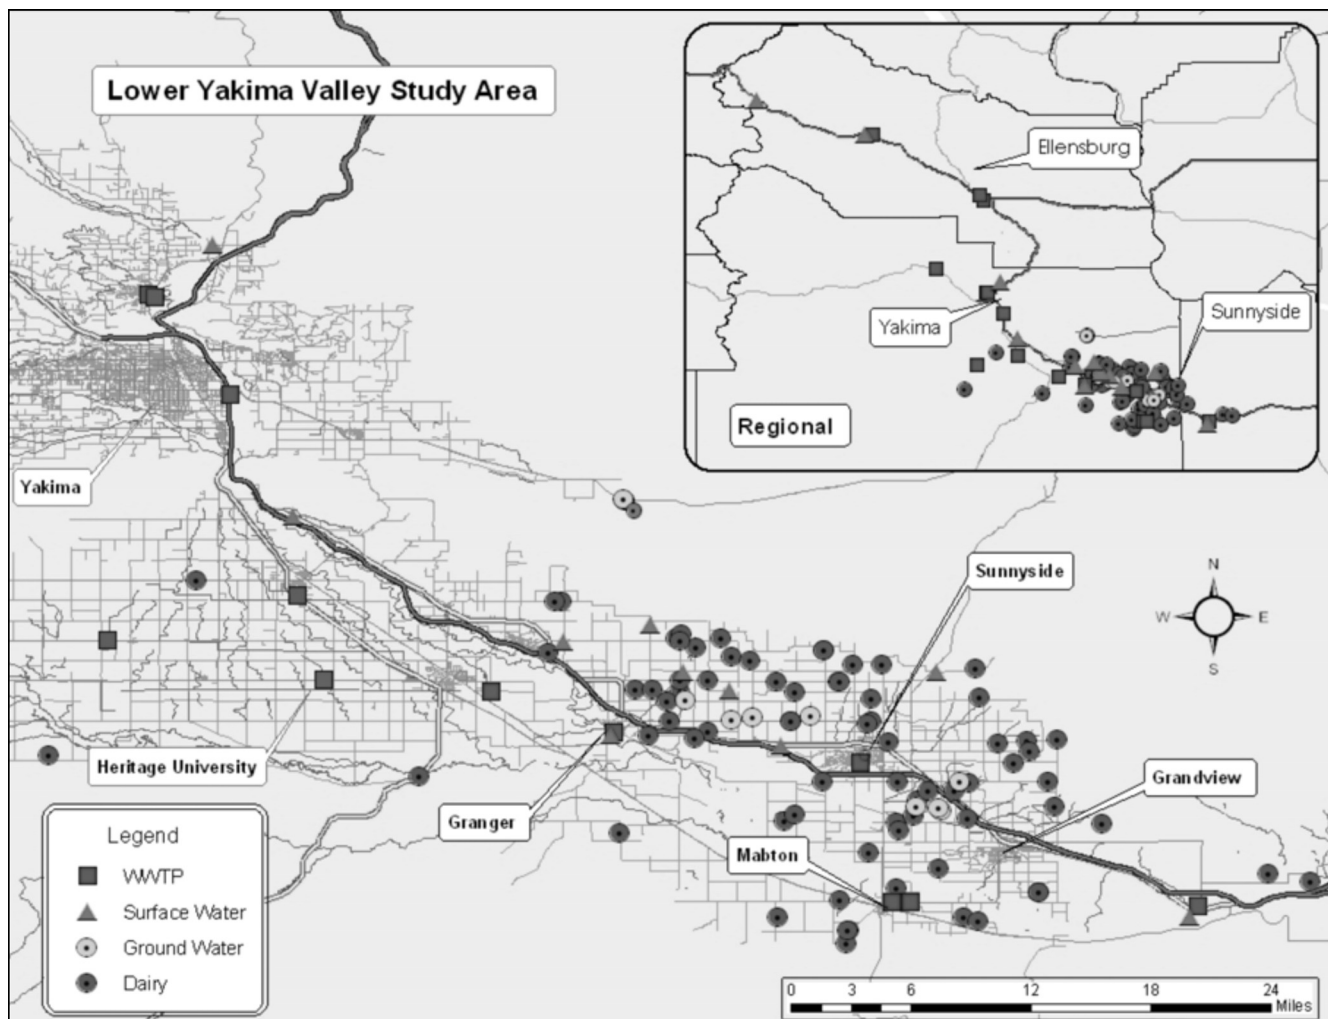 Lower Yakima Valley Study Area
Ellensburg
Yakima
Sunnyside
Regional
Yakima
Sunnyside
N
W
E
S
Heritage University
Granger
Grandview
Mabton
Legend
WWTP
Surface Water
Ground Water
Dairy
0 3 6 12 18 24
Miles